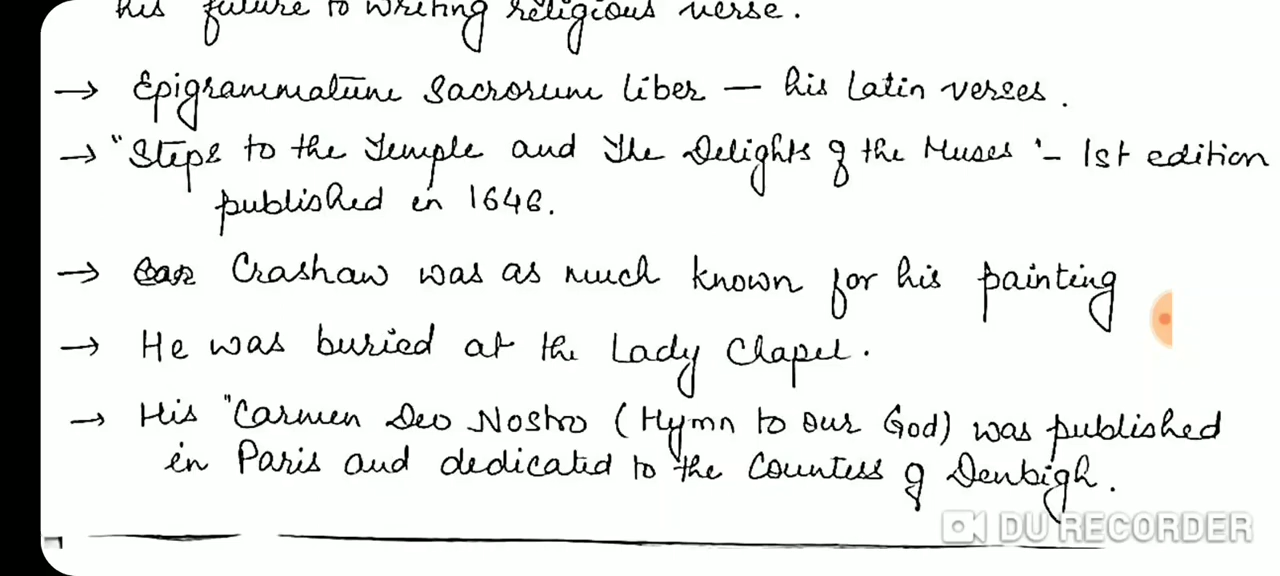 his future to writing religious verse.
→ Epigrammatum Sacrorum Liber — his Latin verses.
→ "Steps to the Temple and The Delights of the Muses' - 1st edition
published in 1646.
→ Crashaw was as much known for his painting
→ He was buried at the Lady Chapel.
→ His "Carmen Deo Nostro (Hymn to our God) was published
in Paris and dedicated to the Countess of Denbigh.
DU RECORDER